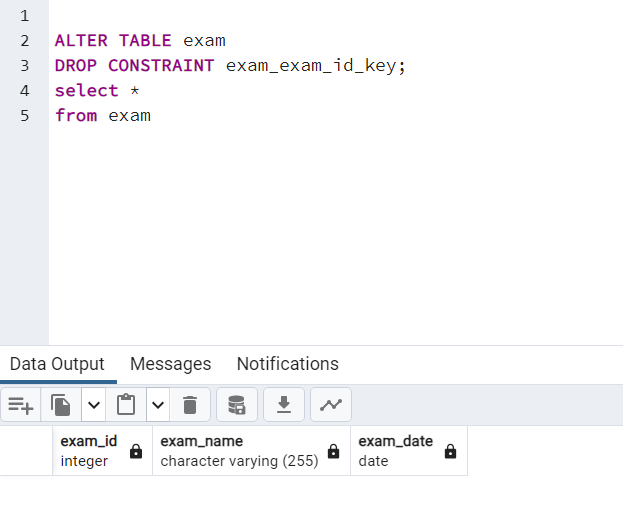 1
2 ALTER TABLE exam
3 DROP CONSTRAINT exam_exam_id_key;
4 select *
5 from exam
Data Output Messages Notifications
exam_id exam_name exam_date
integer character varying (255) date